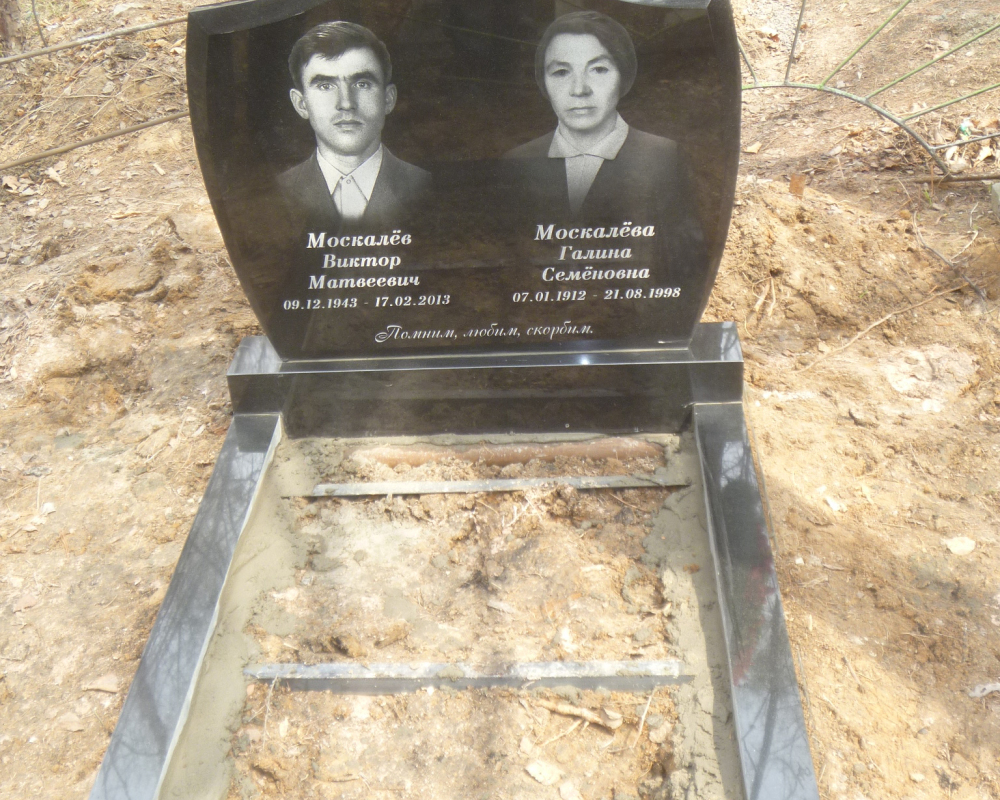 Москалёв
Виктор
Матвеевич
09.12.1943 - 17.02.2013
Москалёва
Галина
Семёновна
07.01.1912 - 21.08.1998
Помним, любим, скорбим.